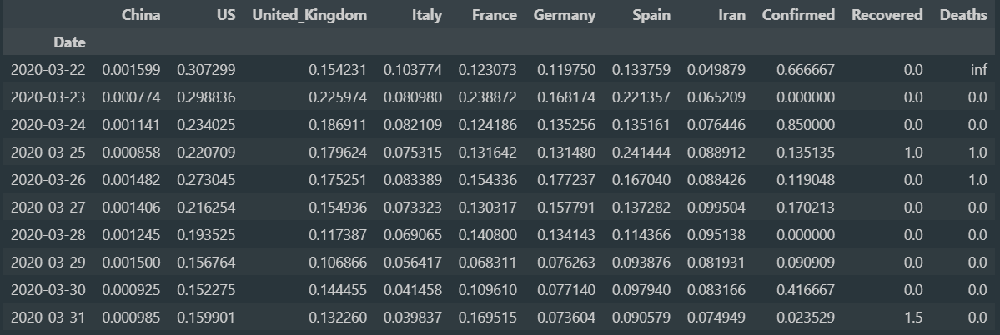 China US United_Kingdom Italy France Germany Spain Iran Confirmed Recovered Deaths
Date
2020-03-22 0.001599 0.307299 0.154231 0.103774 0.123073 0.119750 0.133759 0.049879 0.666667 0.0 inf
2020-03-23 0.000774 0.298836 0.225974 0.080980 0.238872 0.168174 0.221357 0.065209 0.000000 0.0 0.0
2020-03-24 0.001141 0.234025 0.186911 0.082109 0.124186 0.135256 0.135161 0.076446 0.850000 0.0 0.0
2020-03-25 0.000858 0.220709 0.179624 0.075315 0.131642 0.131480 0.241444 0.088912 0.135135 1.0 1.0
2020-03-26 0.001482 0.273045 0.175251 0.083389 0.154336 0.177237 0.167040 0.088426 0.119048 0.0 1.0
2020-03-27 0.001406 0.216254 0.154936 0.073323 0.130317 0.157791 0.137282 0.099504 0.170213 0.0 0.0
2020-03-28 0.001245 0.193525 0.117387 0.069065 0.140800 0.134143 0.114366 0.095138 0.000000 0.0 0.0
2020-03-29 0.001500 0.156764 0.106866 0.056417 0.068311 0.076263 0.093876 0.081931 0.090909 0.0 0.0
2020-03-30 0.000925 0.152275 0.144455 0.041458 0.109610 0.077140 0.097940 0.083166 0.416667 0.0 0.0
2020-03-31 0.000985 0.159901 0.132260 0.039837 0.169515 0.073604 0.090579 0.074949 0.023529 1.5 0.0